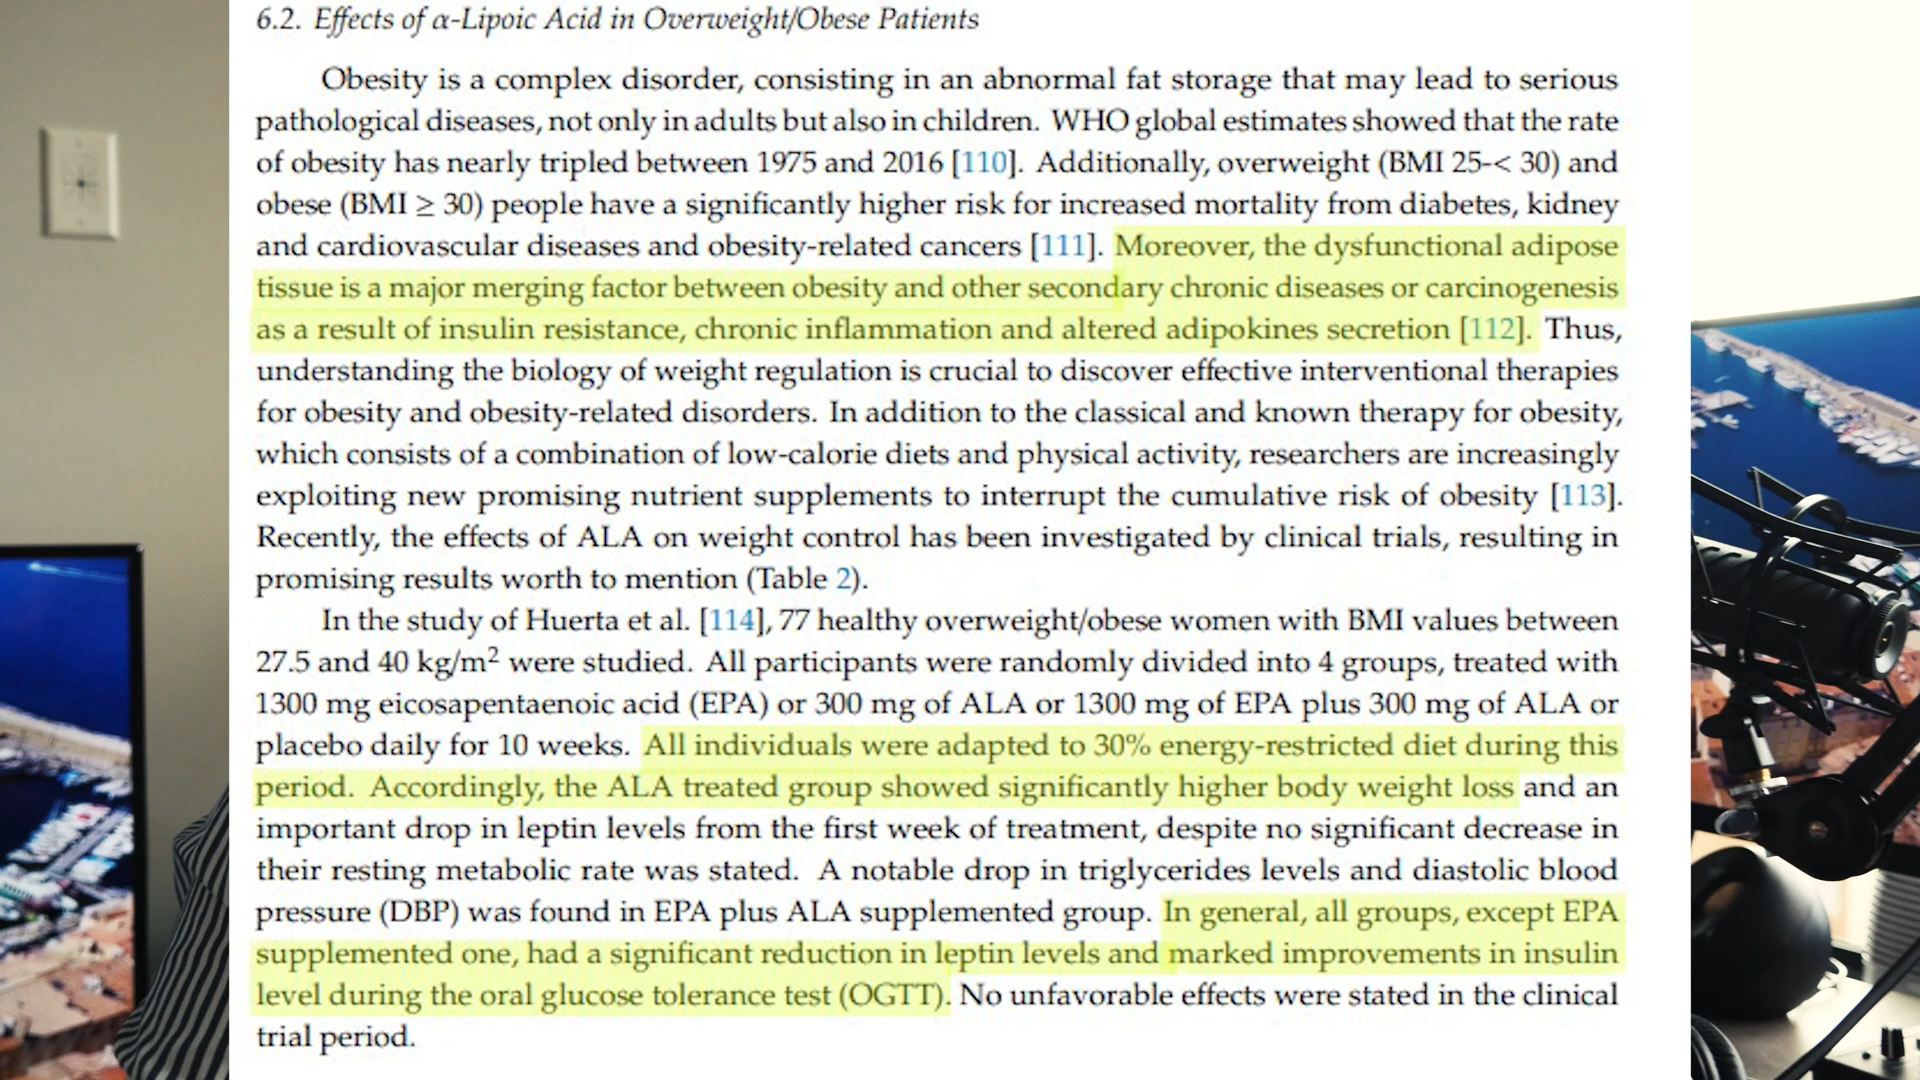 6.2. Effects of α-Lipoic Acid in Overweight/Obese Patients
Obesity is a complex disorder, consisting in an abnormal fat storage that may lead to serious
pathological diseases, not only in adults but also in children. WHO global estimates showed that the rate
of obesity has nearly tripled between 1975 and 2016 [110]. Additionally, overweight (BMI 25-< 30) and
obese (BMI ≥ 30) people have a significantly higher risk for increased mortality from diabetes, kidney
and cardiovascular diseases and obesity-related cancers [111]. Moreover, the dysfunctional adipose
tissue is a major merging factor between obesity and other secondary chronic diseases or carcinogenesis
as a result of insulin resistance, chronic inflammation and altered adipokines secretion [112]. Thus,
understanding the biology of weight regulation is crucial to discover effective interventional therapies
for obesity and obesity-related disorders. In addition to the classical and known therapy for obesity,
which consists of a combination of low-calorie diets and physical activity, researchers are increasingly
exploiting new promising nutrient supplements to interrupt the cumulative risk of obesity [113].
Recently, the effects of ALA on weight control has been investigated by clinical trials, resulting in
promising results worth to mention (Table 2).
In the study of Huerta et al. [114], 77 healthy overweight/obese women with BMI values between
27.5 and 40 kg/m² were studied. All participants were randomly divided into 4 groups, treated with
1300 mg eicosapentaenoic acid (EPA) or 300 mg of ALA or 1300 mg of EPA plus 300 mg of ALA or
placebo daily for 10 weeks. All individuals were adapted to 30% energy-restricted diet during this
period. Accordingly, the ALA treated group showed significantly higher body weight loss and an
important drop in leptin levels from the first week of treatment, despite no significant decrease in
their resting metabolic rate was stated. A notable drop in triglycerides levels and diastolic blood
pressure (DBP) was found in EPA plus ALA supplemented group. In general, all groups, except EPA
supplemented one, had a significant reduction in leptin levels and marked improvements in insulin
level during the oral glucose tolerance test (OGTT). No unfavorable effects were stated in the clinical
trial period.